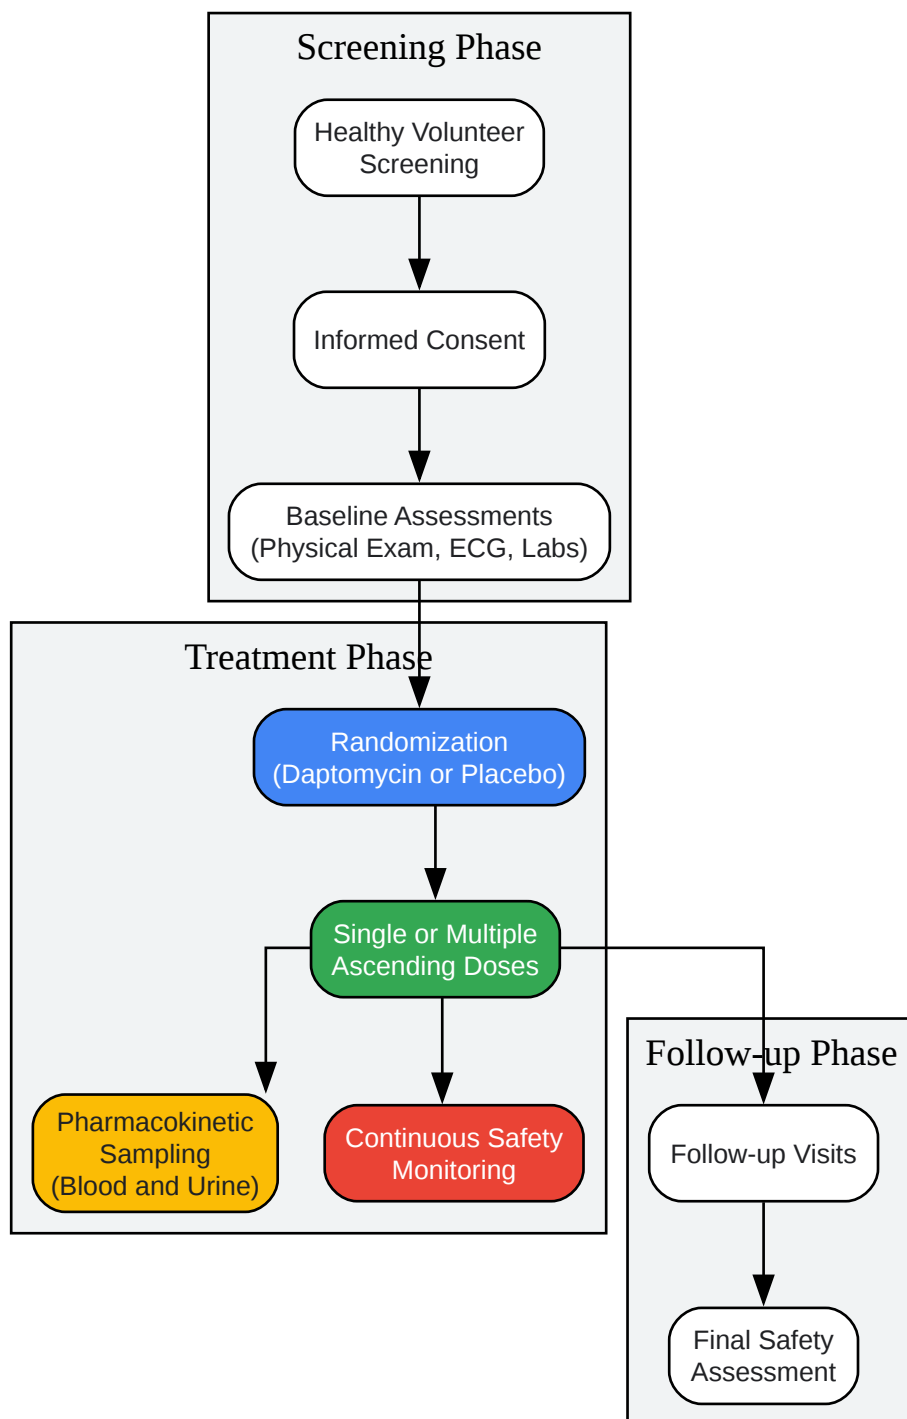 Screening Phase
Healthy Volunteer
Screening
Informed Consent
Baseline Assessments
(Physical Exam, ECG, Labs)
Treatment Phase
Randomization
(Daptomycin or Placebo)
Single or Multiple
Ascending Doses
Pharmacokinetic
Sampling
(Blood and Urine)
Continuous Safety
Monitoring
Follow-up Phase
Follow-up Visits
Final Safety
Assessment